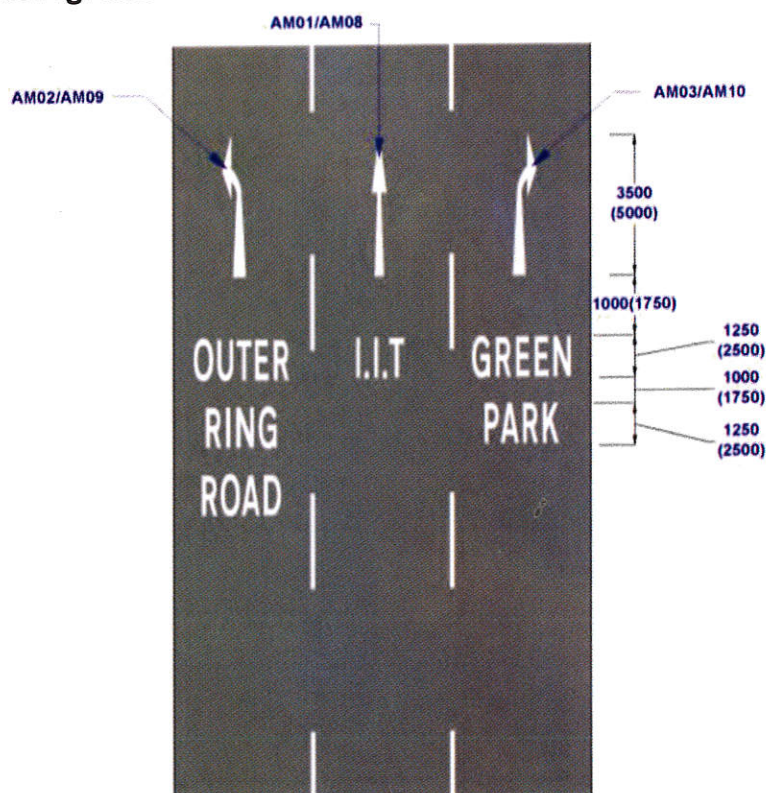 AM01/AM08
AM02/AM09
AM03/AM10
3500
(5000)
1000(1750)
1250
(2500)
1000
(1750)
1250
(2500)
OUTER
RING
ROAD
I.I.T
GREEN
PARK